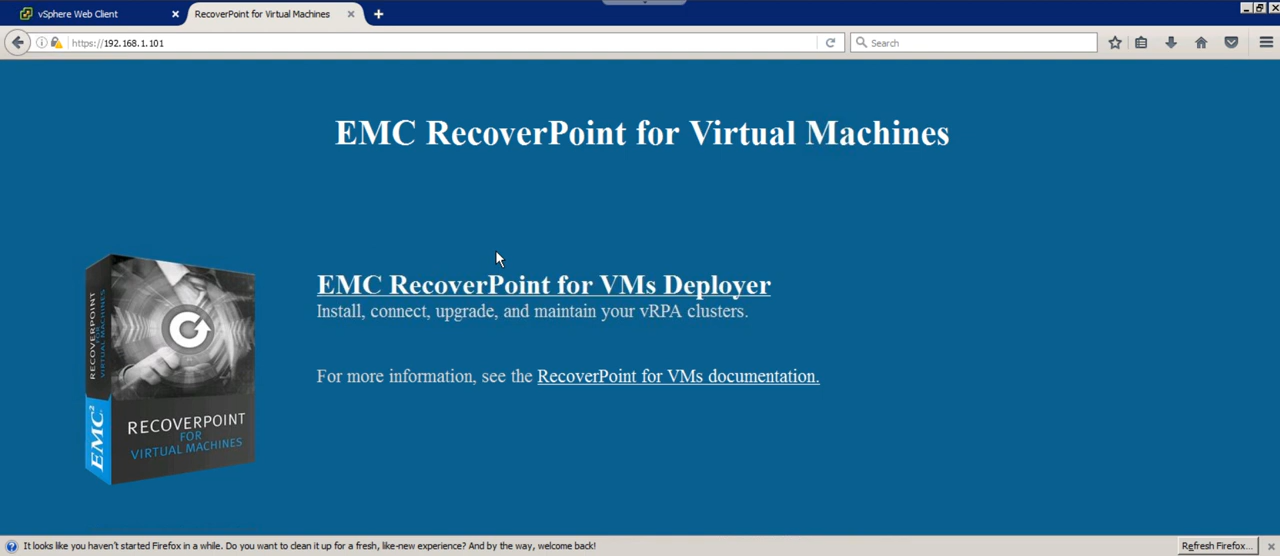 vSphere Web Client
RecoverPoint for Virtual Machines
https://192.168.1.101
Search
EMC RecoverPoint for Virtual Machines
EMC RecoverPoint for VMs Deployer
Install, connect, upgrade, and maintain your vRPA clusters.
For more information, see the RecoverPoint for VMs documentation.
RECOVERPOINT
FOR
VIRTUAL MACHINES
EMC²
RECOVERPOINT
FOR
VIRTUAL MACHINES
It looks like you haven't started Firefox in a while. Do you want to clean it up for a fresh, like-new experience? And by the way, welcome back!
Refresh Firefox...